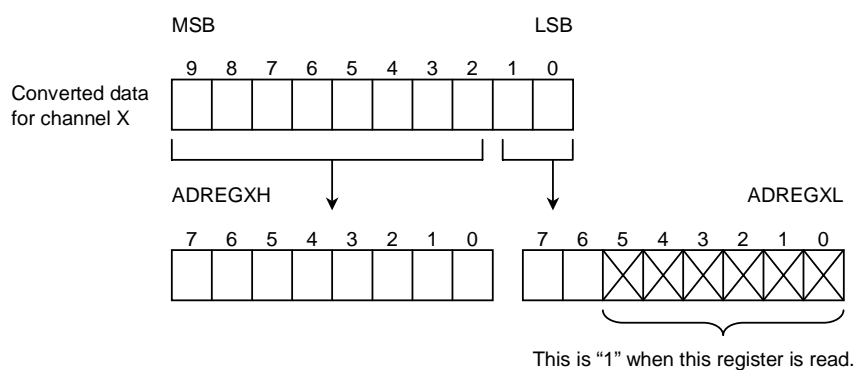 MSB LSB
9 8 7 6 5 4 3 2 1 0
Converted data
for channel X
ADREGXH ADREGXL
7 6 5 4 3 2 1 0 7 6 5 4 3 2 1 0
This is “1” when this register is read.